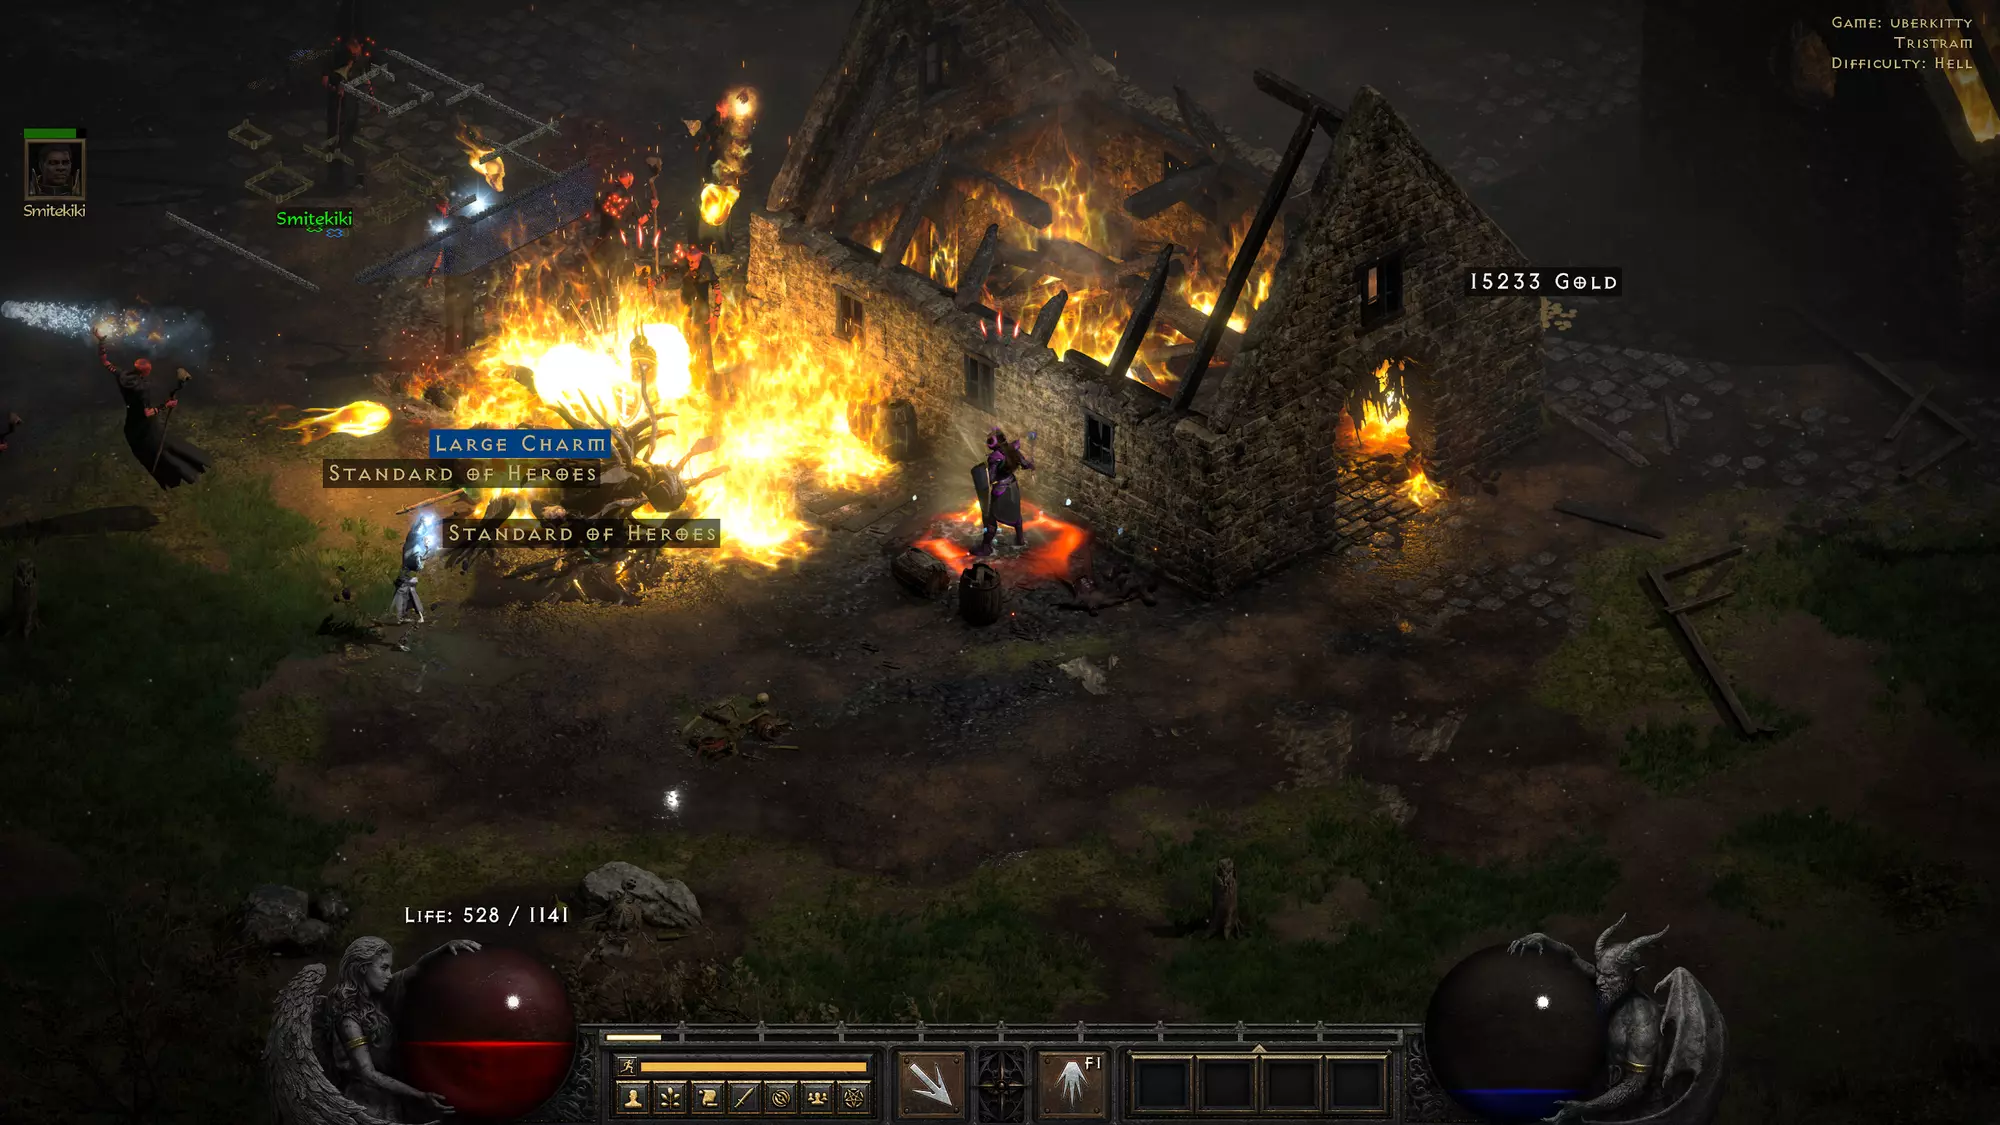 Game: uberkitty
Tristram
Difficulty: Hell
Smitekiki
Smitekiki
15233 Gold
Large Charm
Standard of Heroes
Standard of Heroes
Life: 528 / 1141
F1